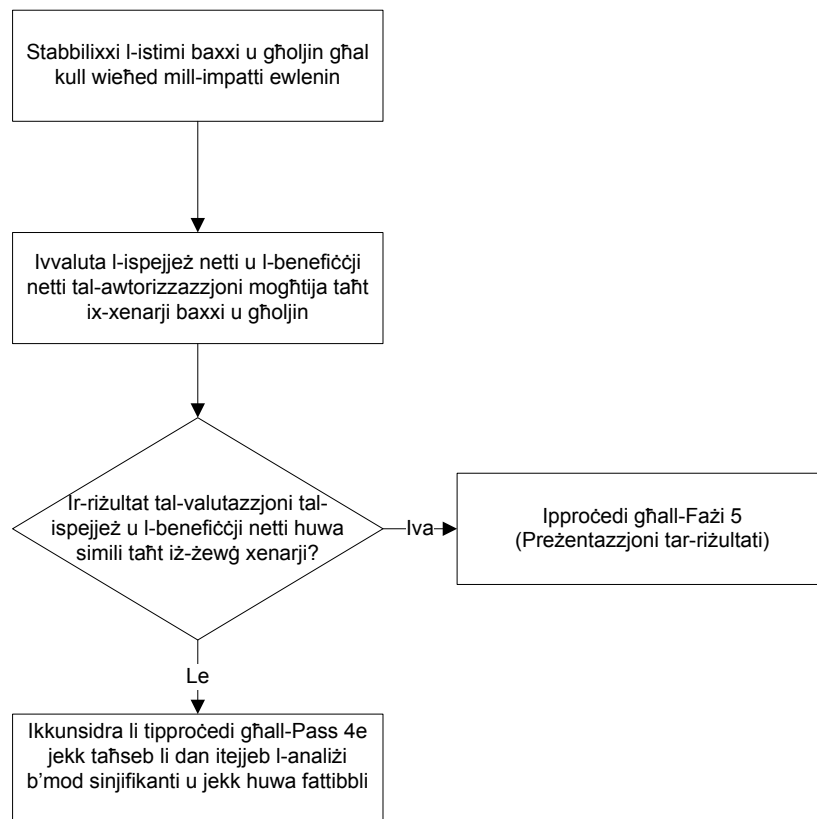 Stabbilixxi l-istimi baxxi u għoljin għal
kull wieħed mill-impatti ewlenin
Ivvaluta l-ispejjeż netti u l-benefiċċji
netti tal-awtorizzazzjoni mogħtija taħt
ix-xenarji baxxi u għoljin
Ir-riżultat tal-valutazzjoni tal-
ispejjeż u l-benefiċċji netti huwa
simili taħt iż-żewġ xenarji?
Iva
Ipproċedi għall-Fażi 5
(Preżentazzjoni tar-riżultati)
Le
Ikkunsidra li tipproċedi għall-Pass 4e
jekk taħseb li dan itejjeb l-analiżi
b’mod sinjifikanti u jekk huwa fattibbli